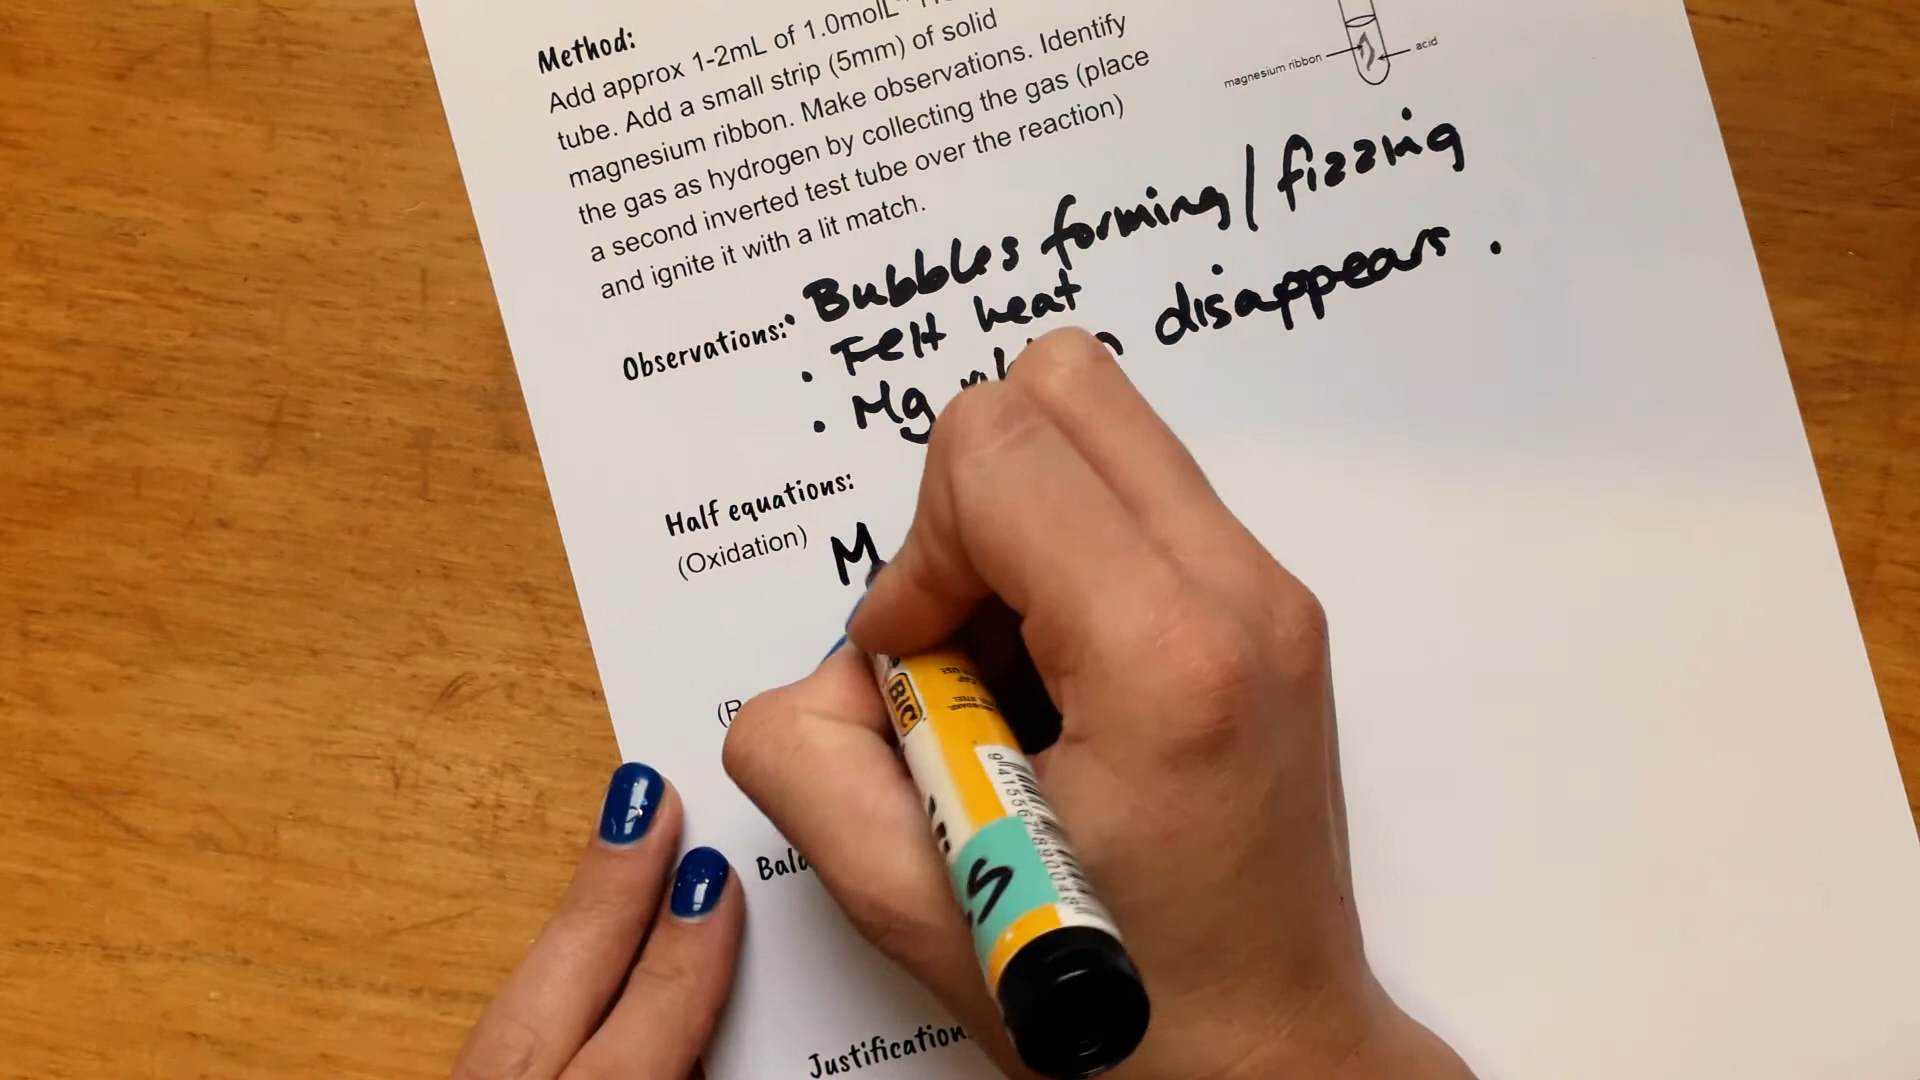 Method:
Add approx 1-2mL of 1.0molL
tube. Add a small strip (5mm) of solid
magnesium ribbon. Make observations. Identify
the gas as hydrogen by collecting the gas (place
a second inverted test tube over the reaction)
and ignite it with a lit match.
magnesium ribbon
acid
Observations:
• Bubbles forming/fizzing
• Felt heat
• Mg disappears.
Half equations:
(Oxidation) M
(R
Bala
Justification
BIC
9415567890048
S